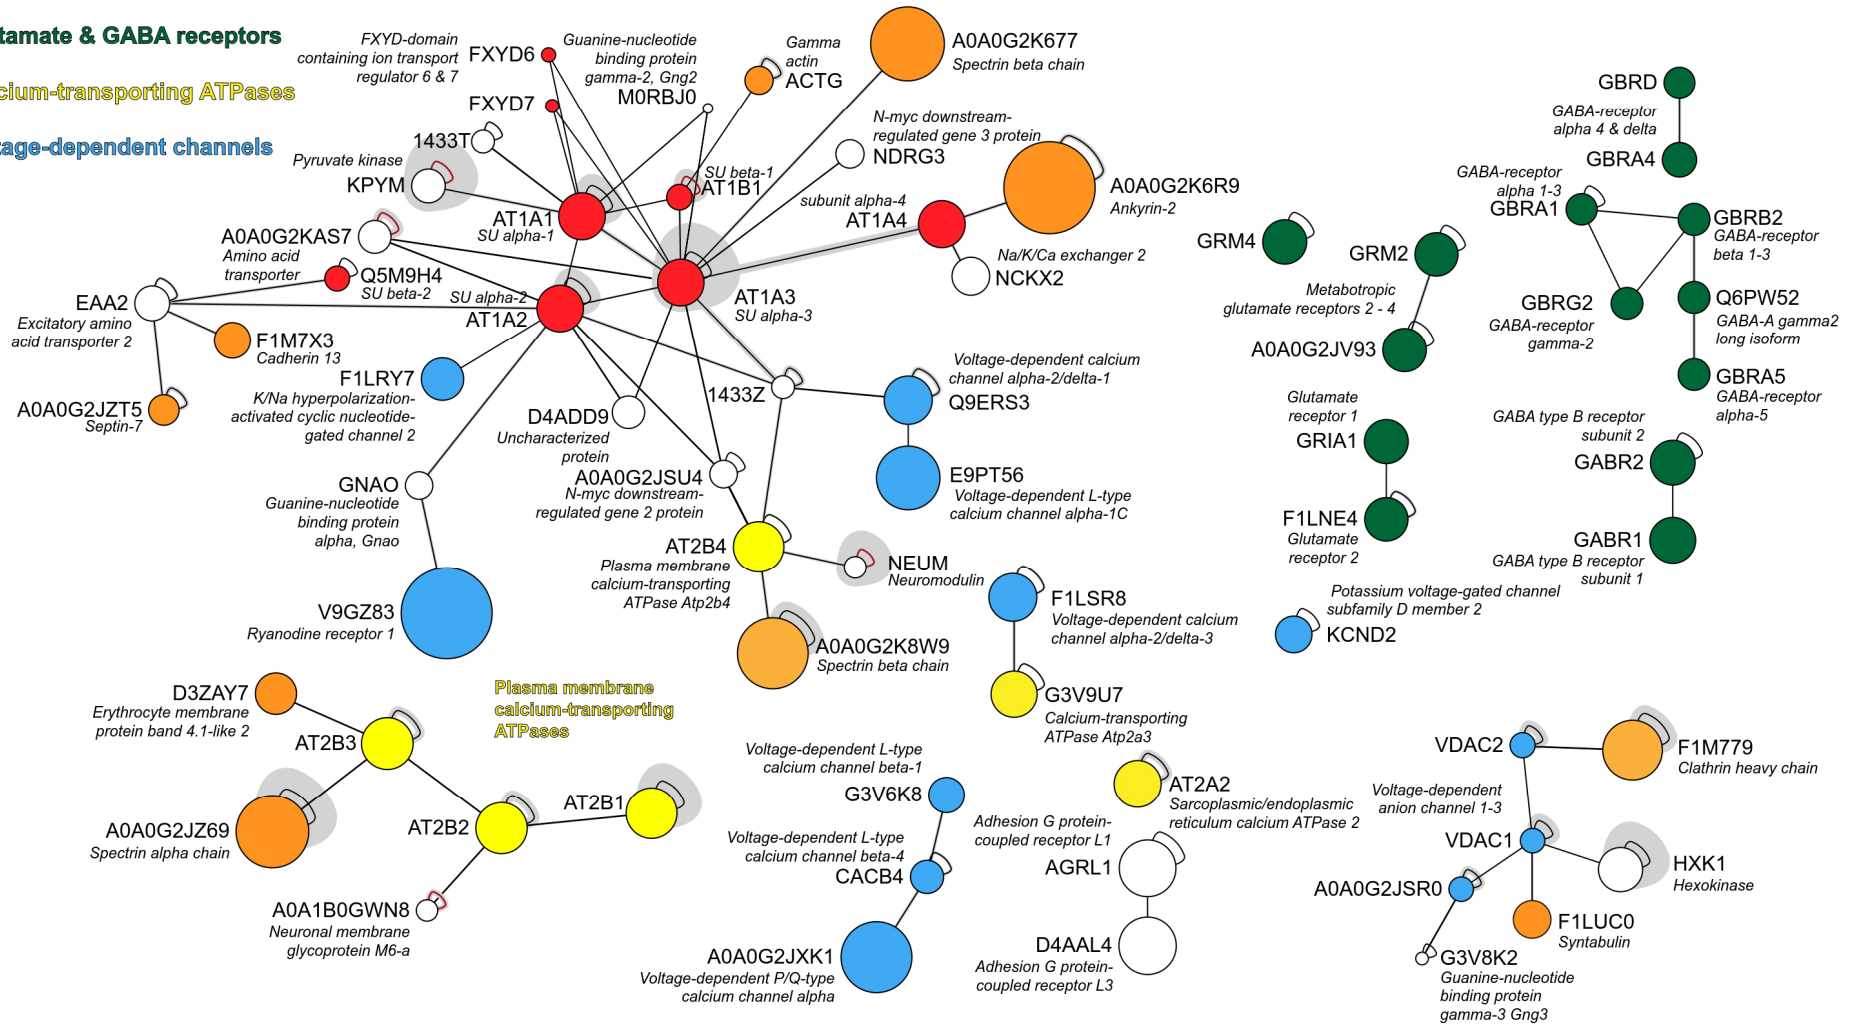 tamate & GABA receptors
cium-transporting ATPases
tage-dependent channels
FXYD-domain
containing ion transport
regulator 6 & 7
FXYD6
FXYD7
Guanine-nucleotide
binding protein
gamma-2, Gng2
M0RBJ0
Gamma
actin
ACTG
A0A0G2K677
Spectrin beta chain
1433T
Pyruvate kinase
KPYM
N-myc downstream-
regulated gene 3 protein
NDRG3
SU beta-1
AT1B1
AT1A1
SU alpha-1
subunit alpha-4
AT1A4
A0A0G2K6R9
Ankyrin-2
Na/K/Ca exchanger 2
NCKX2
A0A0G2KAS7
Amino acid
transporter
Q5M9H4
SU beta-2
EAA2
Excitatory amino
acid transporter 2
SU alpha-2
AT1A2
AT1A3
SU alpha-3
F1M7X3
Cadherin 13
A0A0G2JZT5
Septin-7
F1LRY7
K/Na hyperpolarization-
activated cyclic nucleotide-
gated channel 2
D4ADD9
Uncharacterized
protein
1433Z
Voltage-dependent calcium
channel alpha-2/delta-1
Q9ERS3
E9PT56
Voltage-dependent L-type
calcium channel alpha-1C
GNAO
Guanine-nucleotide
binding protein
alpha, Gnao
A0A0G2JSU4
N-myc downstream-
regulated gene 2 protein
AT2B4
Plasma membrane
calcium-transporting
ATPase Atp2b4
NEUM
Neuromodulin
V9GZ83
Ryanodine receptor 1
A0A0G2K8W9
Spectrin beta chain
F1LSR8
Voltage-dependent calcium
channel alpha-2/delta-3
G3V9U7
Calcium-transporting
ATPase Atp2a3
GBRD
GABA-receptor
alpha 4 & delta
GBRA4
GABA-receptor
alpha 1-3
GBRA1
GBRB2
GABA-receptor
beta 1-3
GRM4
GRM2
Metabotropic
glutamate receptors 2 - 4
A0A0G2JV93
GBRG2
GABA-receptor
gamma-2
Q6PW52
GABA-A gamma2
long isoform
GBRA5
GABA-receptor
alpha-5
Glutamate
receptor 1
GRIA1
F1LNE4
Glutamate
receptor 2
GABA type B receptor
subunit 2
GABR2
GABR1
GABA type B receptor
subunit 1
Potassium voltage-gated channel
subfamily D member 2
KCND2
D3ZAY7
Erythrocyte membrane
protein band 4.1-like 2
Plasma membrane
calcium-transporting
ATPases
AT2B3
A0A0G2JZ69
Spectrin alpha chain
AT2B2
AT2B1
A0A1B0GWN8
Neuronal membrane
glycoprotein M6-a
Voltage-dependent L-type
calcium channel beta-1
G3V6K8
Voltage-dependent L-type
calcium channel beta-4
CACB4
A0A0G2JXK1
Voltage-dependent P/Q-type
calcium channel alpha
AT2A2
Sarcoplasmic/endoplasmic
reticulum calcium ATPase 2
Adhesion G protein-
coupled receptor L1
AGRL1
D4AAL4
Adhesion G protein-
coupled receptor L3
VDAC2
F1M779
Clathrin heavy chain
Voltage-dependent
anion channel 1-3
VDAC1
HXK1
Hexokinase
A0A0G2JSR0
F1LUC0
Syntabulin
G3V8K2
Guanine-nucleotide
binding protein
gamma-3 Gng3